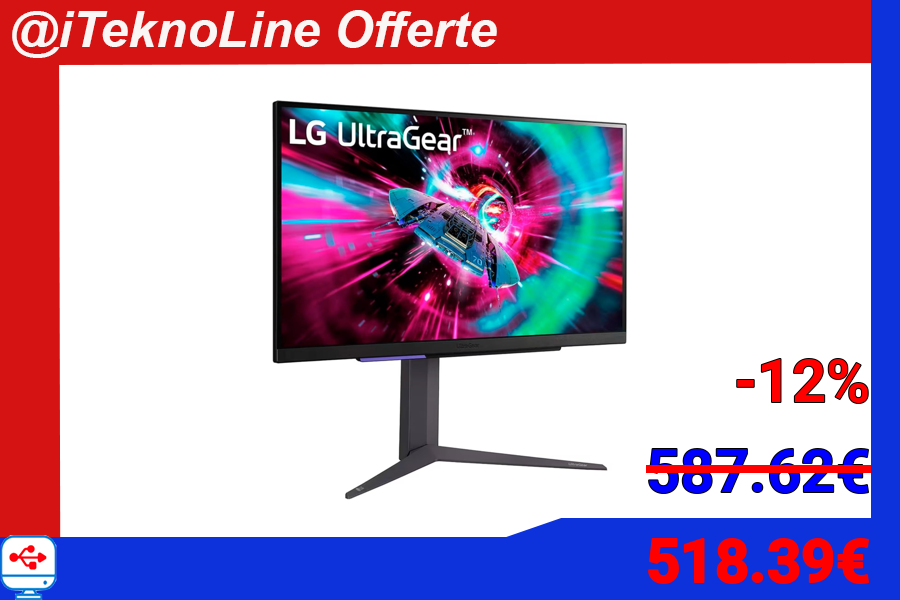 @iTeknoLine Offerte
LG UltraGear™
-12%
587.62€
518.39€